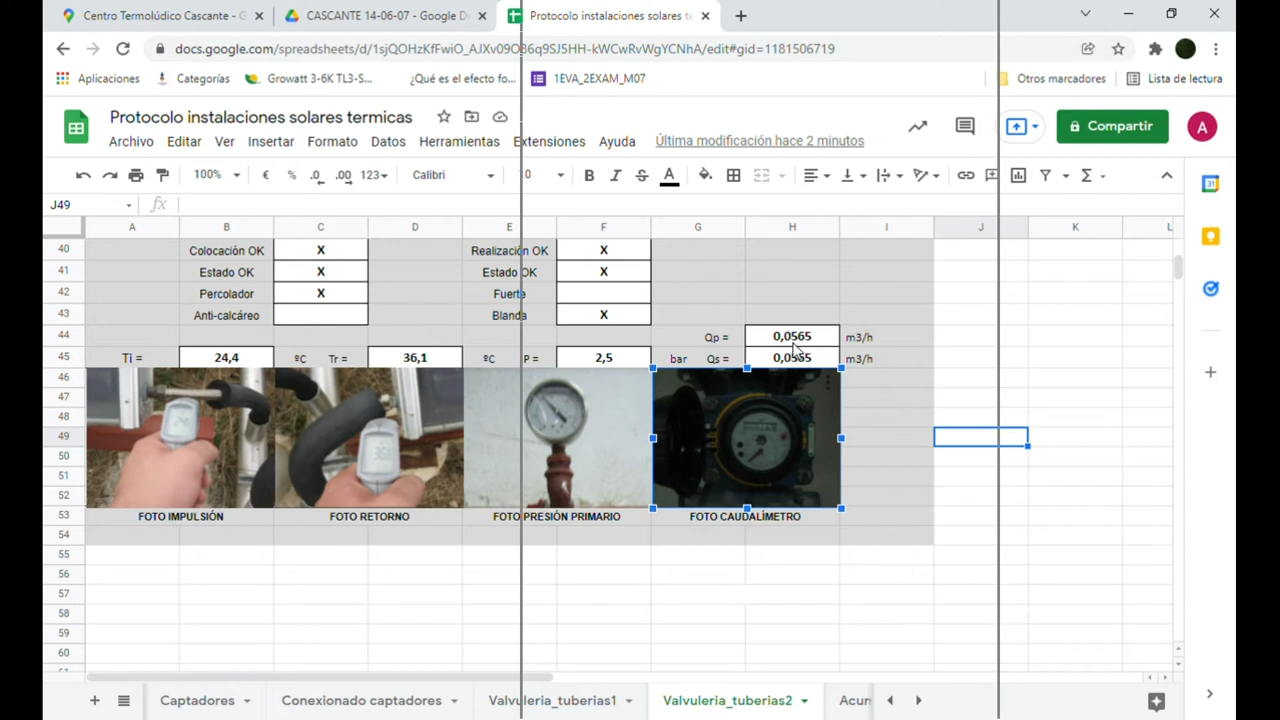 Centro Termolúdico Cascante - G
CASCANTE 14-06-07 - Google D
Protocolo instalaciones solares t
docs.google.com/spreadsheets/d/1sjQOHzKfFwiO_AJXv09O36q9SJ5HH-kWCwRvWgYCNhA/edit#gid=1181506719
Aplicaciones Categorías Growatt 3-6K TL3-S... ¿Qué es el efecto fo... 1EVA_2EXAM_M07 Otros marcadores Lista de lectura
Protocolo instalaciones solares termicas
Compartir A
Archivo Editar Ver Insertar Formato Datos Herramientas Extensiones Ayuda Última modificación hace 2 minutos
100% € % .0 .00 123 Calibri 10 B I S A Σ
J49 fx
A B C D E F G H I J K L
40 Colocación OK X Realización OK X
41 Estado OK X Estado OK X
42 Percolador X Fuerte
43 Anti-calcáreo Blanda X
44 Qp = 0,0565 m3/h
45 Ti = 24,4 ºC Tr = 36,1 ºC P = 2,5 bar Qs = 0,0565 m3/h
46
47
48
49
50
51
52
53 FOTO IMPULSIÓN FOTO RETORNO FOTO PRESIÓN PRIMARIO FOTO CAUDALÍMETRO
54
55
56
57
58
59
60
Captadores Conexionado captadores Valvuleria_tuberias1 Valvuleria_tuberias2 Acun